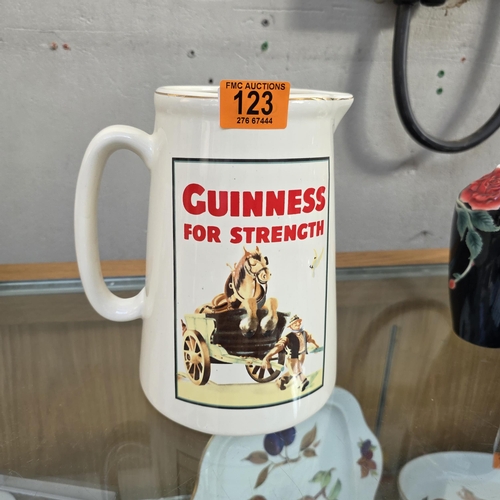 FMC AUCTIONS
123
276 67444
GUINNESS
FOR STRENGTH